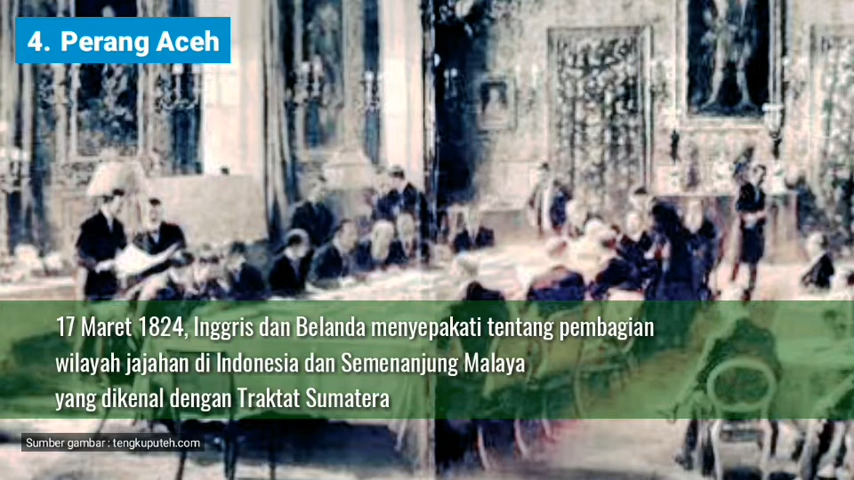 4. Perang Aceh
17 Maret 1824, Inggris dan Belanda menyepakati tentang pembagian
wilayah jajahan di Indonesia dan Semenanjung Malaya
yang dikenal dengan Traktat Sumatera
Sumber gambar : tengkuputeh.com